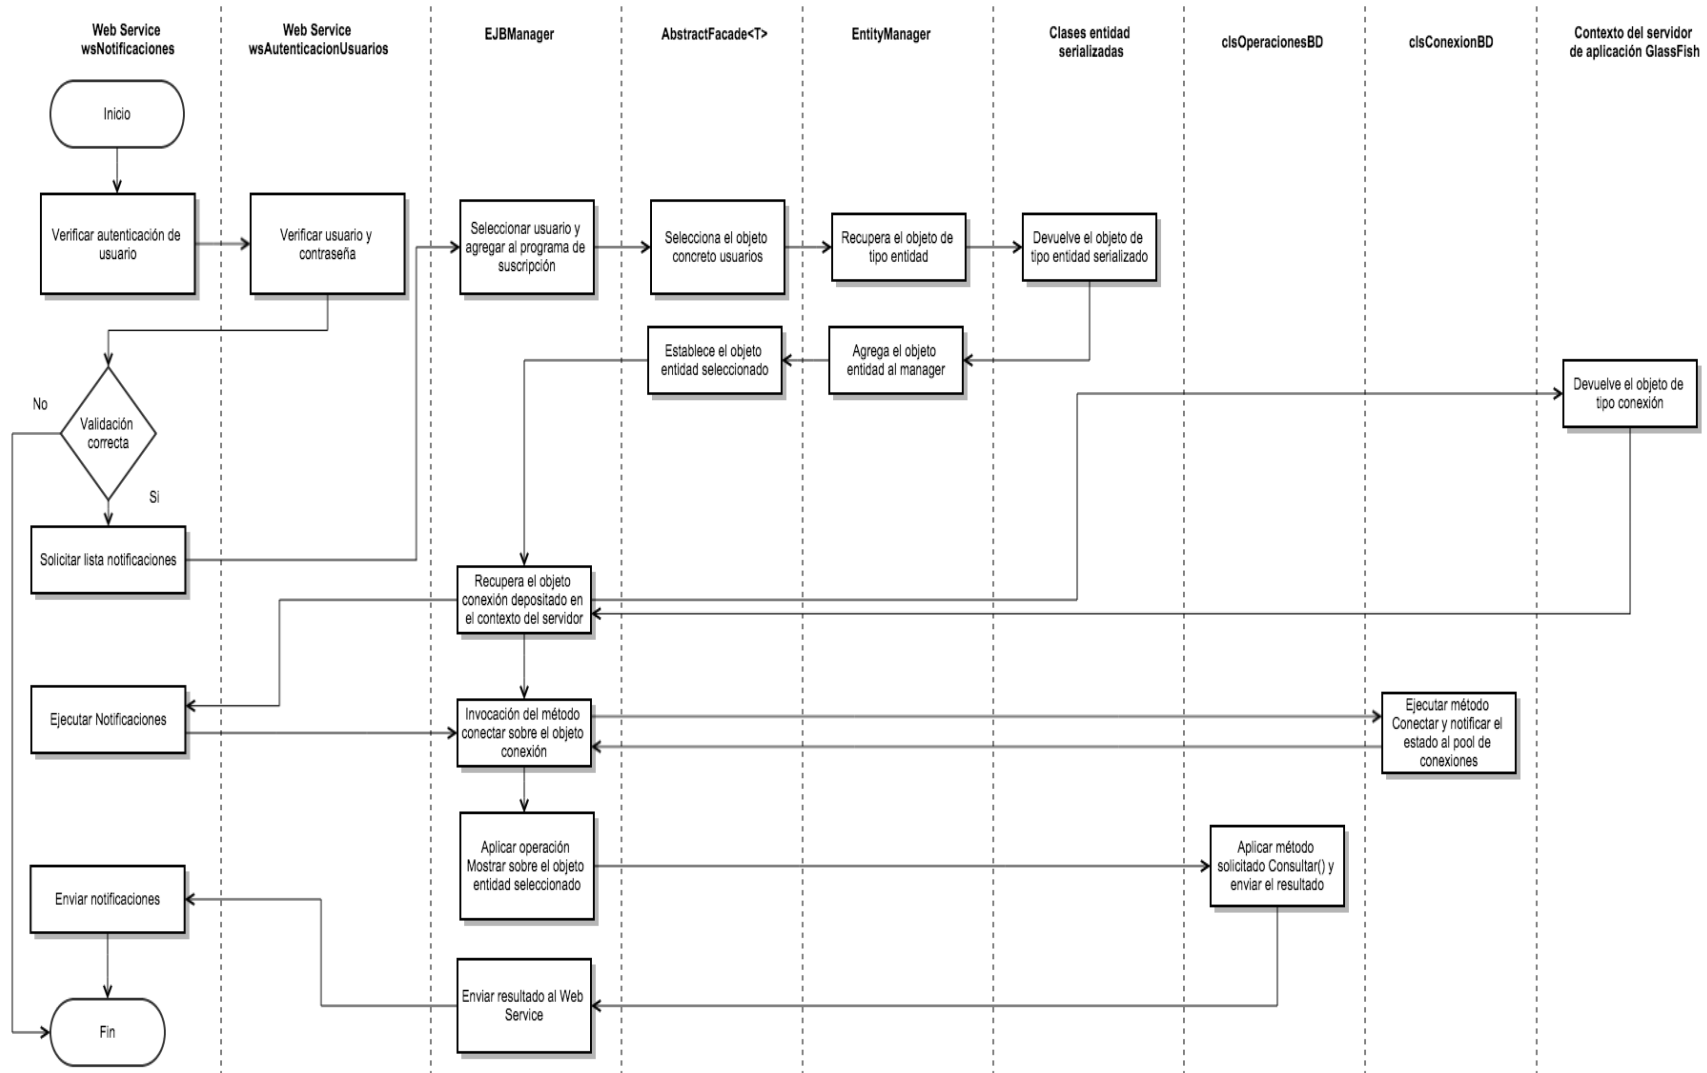 Web Service
wsNotificaciones
Web Service
wsAutenticacionUsuarios
EJBManager
AbstractFacade<T>
EntityManager
Clases entidad
serializadas
clsOperacionesBD
clsConexionBD
Contexto del servidor
de aplicación GlassFish
Inicio
Verificar autenticación de
usuario
Verificar usuario y
contraseña
Seleccionar usuario y
agregar al programa de
suscripción
Selecciona el objeto
concreto usuarios
Recupera el objeto de
tipo entidad
Devuelve el objeto de
tipo entidad serializado
Establece el objeto
entidad seleccionado
Agrega el objeto
entidad al manager
Devuelve el objeto de
tipo conexión
No
Validación
correcta
Si
Solicitar lista notificaciones
Recupera el objeto
conexión depositado en
el contexto del servidor
Ejecutar Notificaciones
Invocación del método
conectar sobre el objeto
conexión
Ejecutar método
Conectar y notificar el
estado al pool de
conexiones
Aplicar operación
Mostrar sobre el objeto
entidad seleccionado
Aplicar método
solicitado Consultar() y
enviar el resultado
Enviar notificaciones
Enviar resultado al Web
Service
Fin